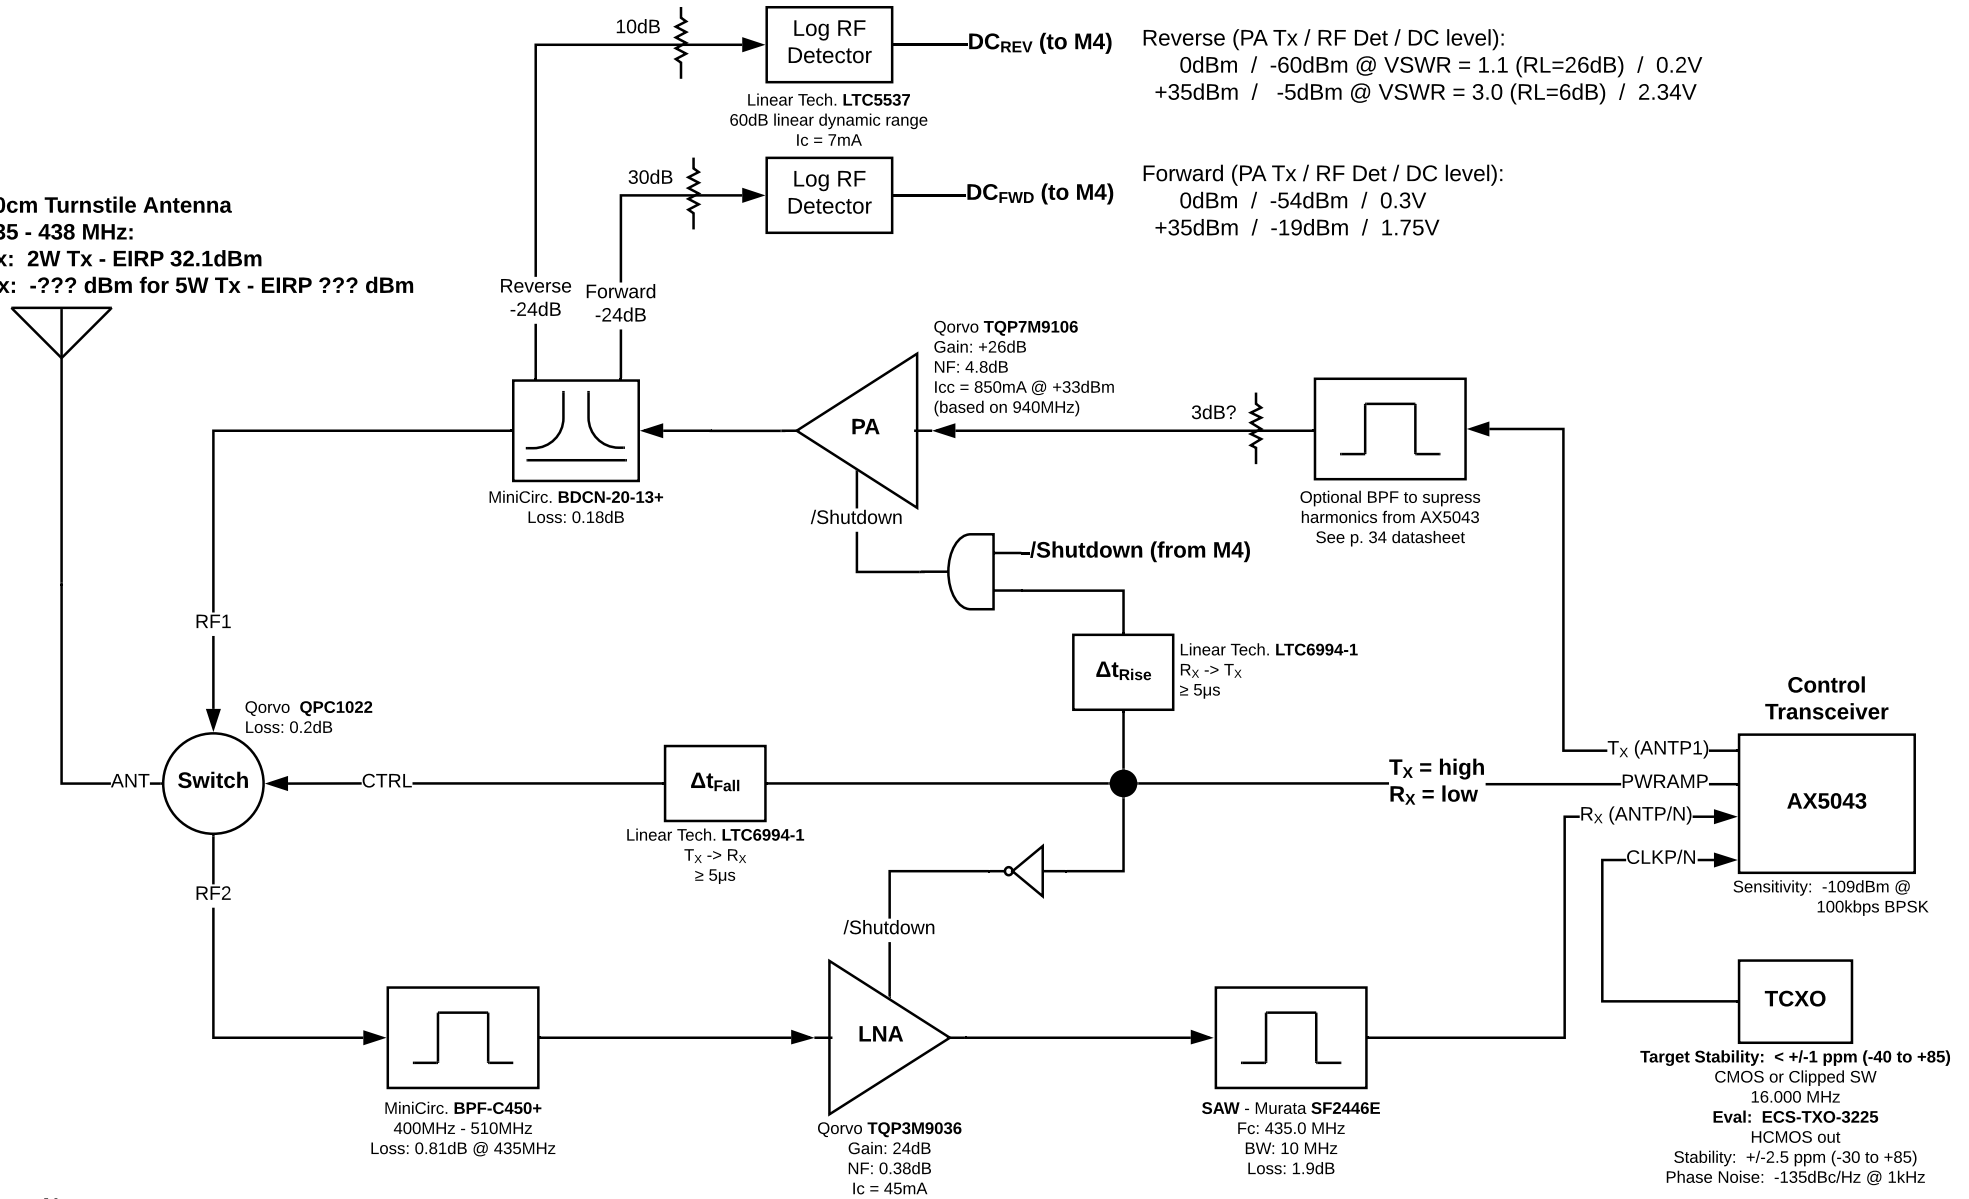 10dB
Log RF
Detector
DCREV (to M4)
Linear Tech. LTC5537
60dB linear dynamic range
Ic = 7mA
Reverse (PA Tx / RF Det / DC level):
0dBm / -60dBm @ VSWR = 1.1 (RL=26dB) / 0.2V
+35dBm / -5dBm @ VSWR = 3.0 (RL=6dB) / 2.34V
30dB
Log RF
Detector
DCFWD (to M4)
Forward (PA Tx / RF Det / DC level):
0dBm / -54dBm / 0.3V
+35dBm / -19dBm / 1.75V
0cm Turnstile Antenna
35 - 438 MHz:
x: 2W Tx - EIRP 32.1dBm
x: -??? dBm for 5W Tx - EIRP ??? dBm
Reverse
-24dB
Forward
-24dB
MiniCirc. BDCN-20-13+
Loss: 0.18dB
Qorvo TQP7M9106
Gain: +26dB
NF: 4.8dB
Icc = 850mA @ +33dBm
(based on 940MHz)
PA
/Shutdown
3dB?
Optional BPF to supress
harmonics from AX5043
See p. 34 datasheet
/Shutdown (from M4)
ΔtRise
Linear Tech. LTC6994-1
RX -> TX
≥ 5μs
RF1
Qorvo QPC1022
Loss: 0.2dB
ANT
Switch
CTRL
ΔtFall
Linear Tech. LTC6994-1
TX -> RX
≥ 5μs
TX = high
RX = low
Control
Transceiver
TX (ANTP1)
PWRAMP
RX (ANTP/N)
CLKP/N
AX5043
Sensitivity: -109dBm @
100kbps BPSK
RF2
/Shutdown
MiniCirc. BPF-C450+
400MHz - 510MHz
Loss: 0.81dB @ 435MHz
LNA
Qorvo TQP3M9036
Gain: 24dB
NF: 0.38dB
Ic = 45mA
SAW - Murata SF2446E
Fc: 435.0 MHz
BW: 10 MHz
Loss: 1.9dB
TCXO
Target Stability: < +/-1 ppm (-40 to +85)
CMOS or Clipped SW
16.000 MHz
Eval: ECS-TXO-3225
HCMOS out
Stability: +/-2.5 ppm (-30 to +85)
Phase Noise: -135dBc/Hz @ 1kHz